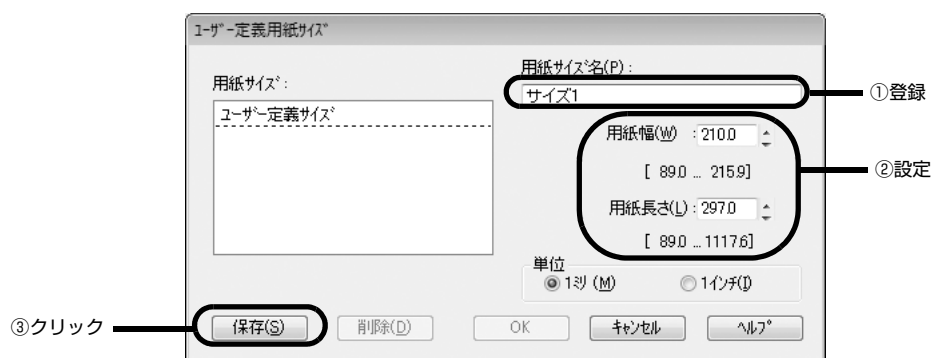 ユーザー定義用紙サイズ
用紙サイズ:
ユーザー定義サイズ
用紙サイズ名(P):
サイズ1
①登録
用紙幅(W) : 210.0
[ 89.0 ... 215.9]
②設定
用紙長さ(L): 297.0
[ 89.0 ... 1117.6]
単位
1ミリ (M) 1インチ(I)
③クリック
保存(S) 削除(D) OK キャンセル ヘルプ